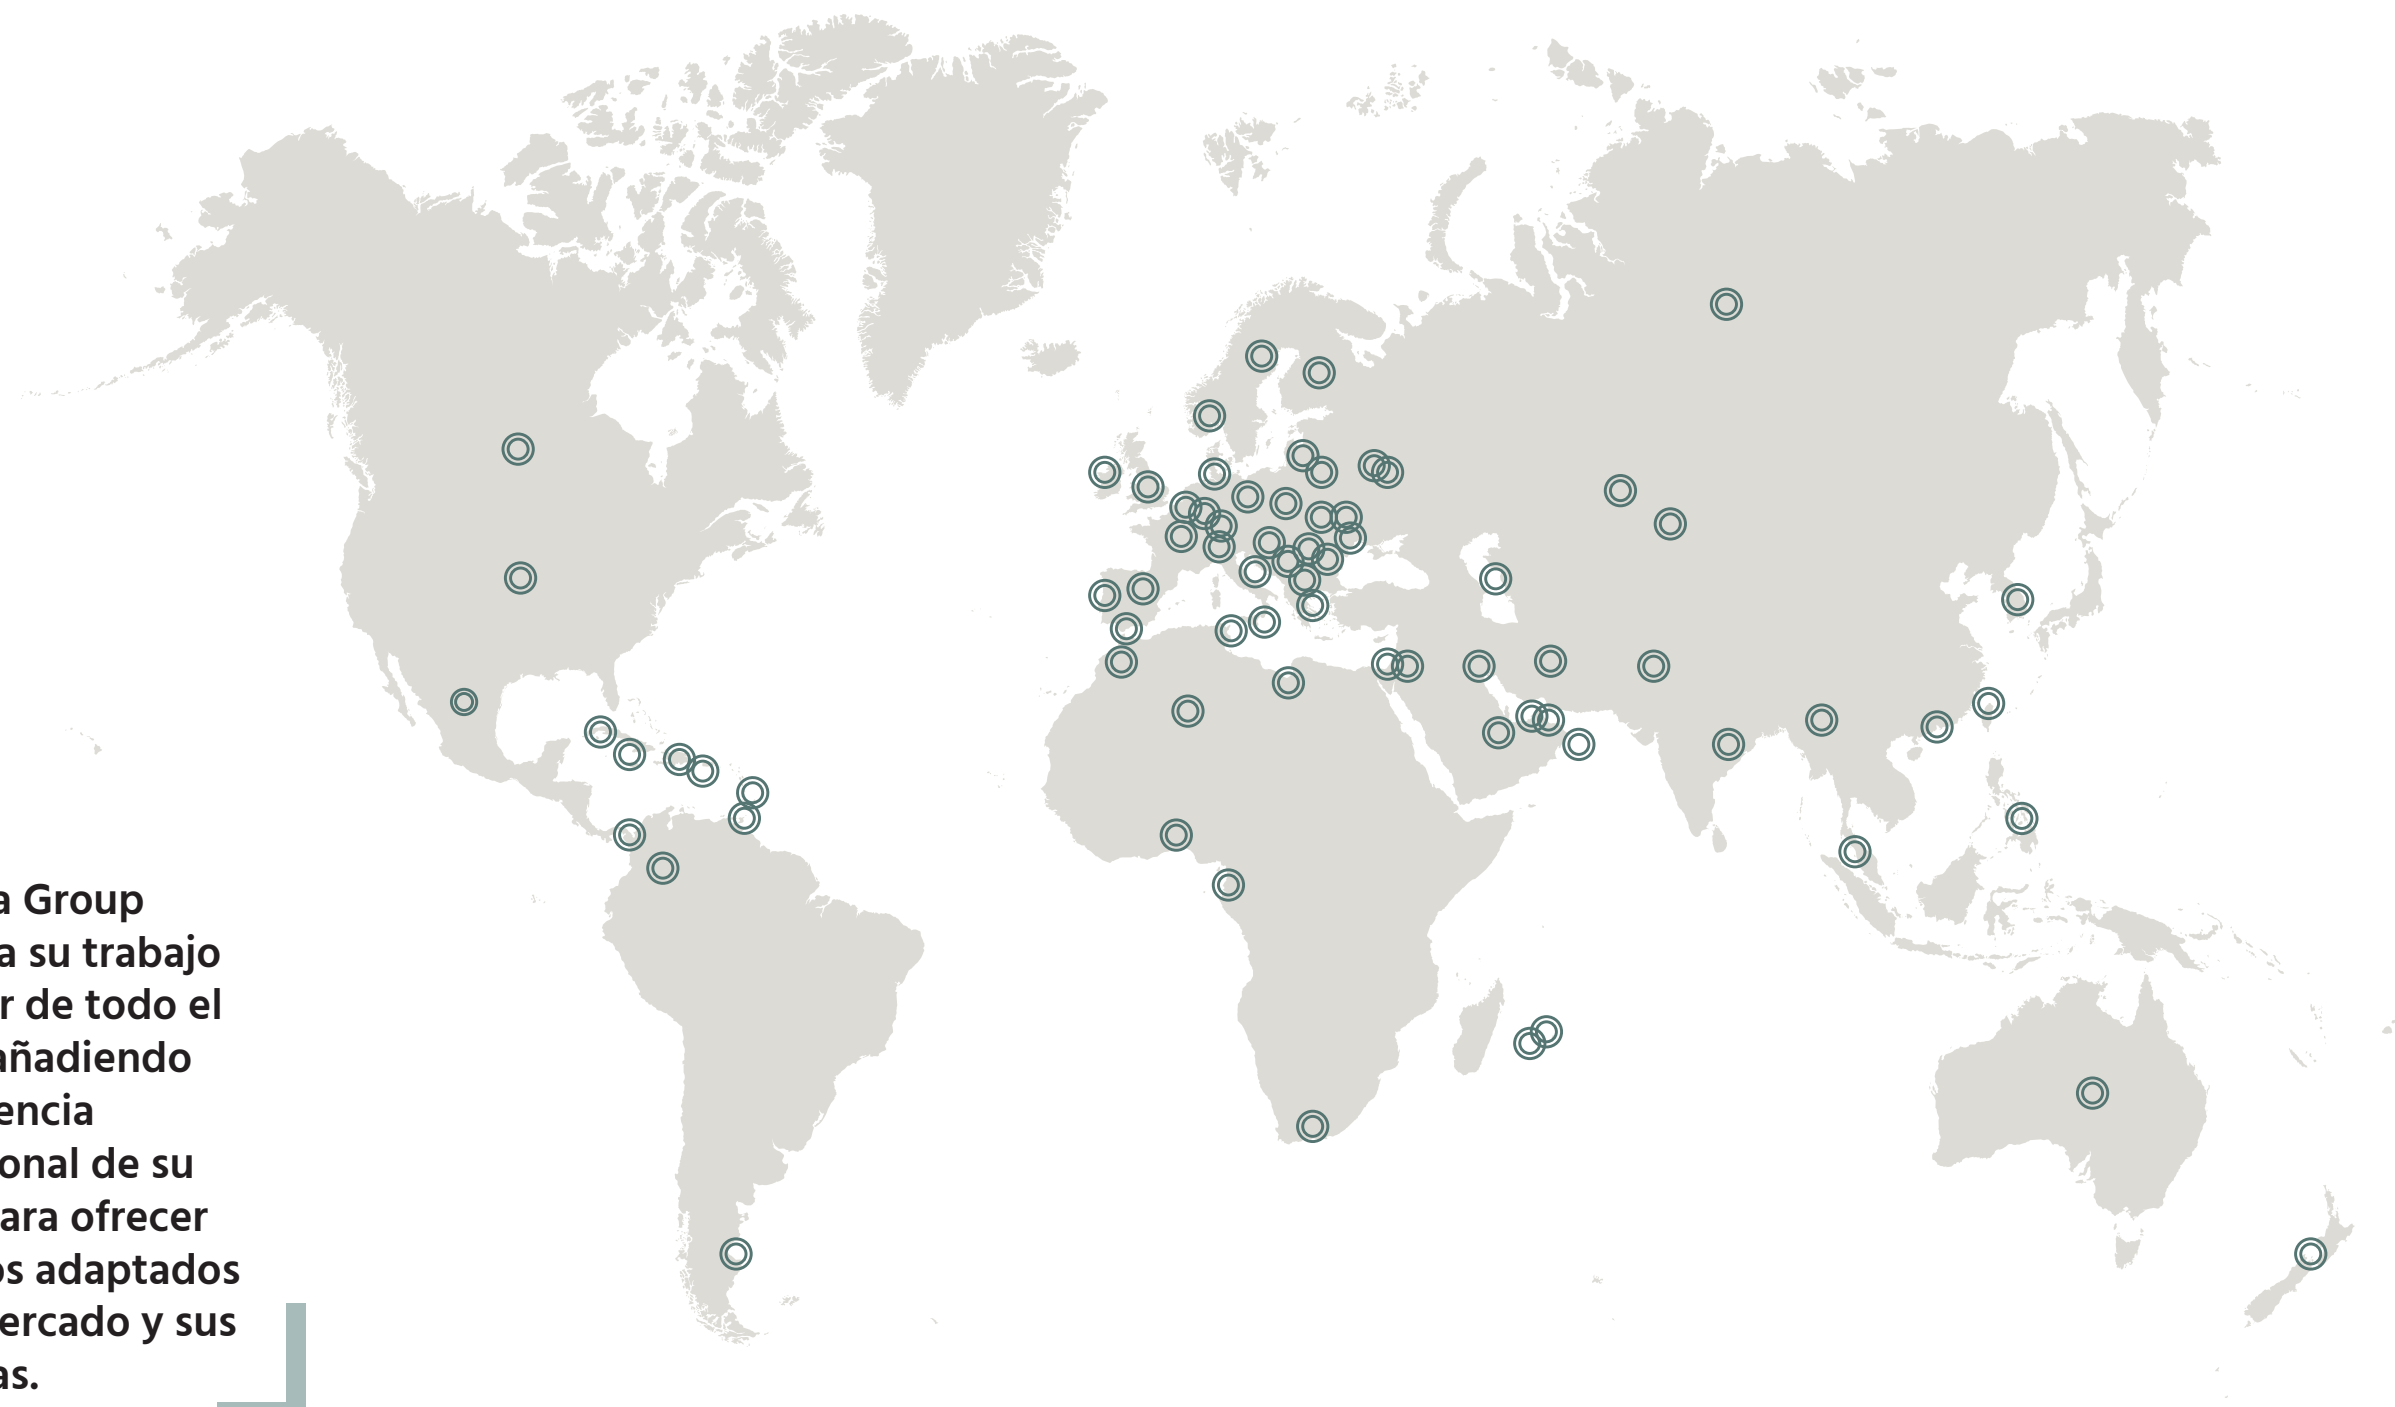 a Group
a su trabajo
r de todo el
añadiendo
encia
onal de su
ara ofrecer
os adaptados
ercado y sus
as.